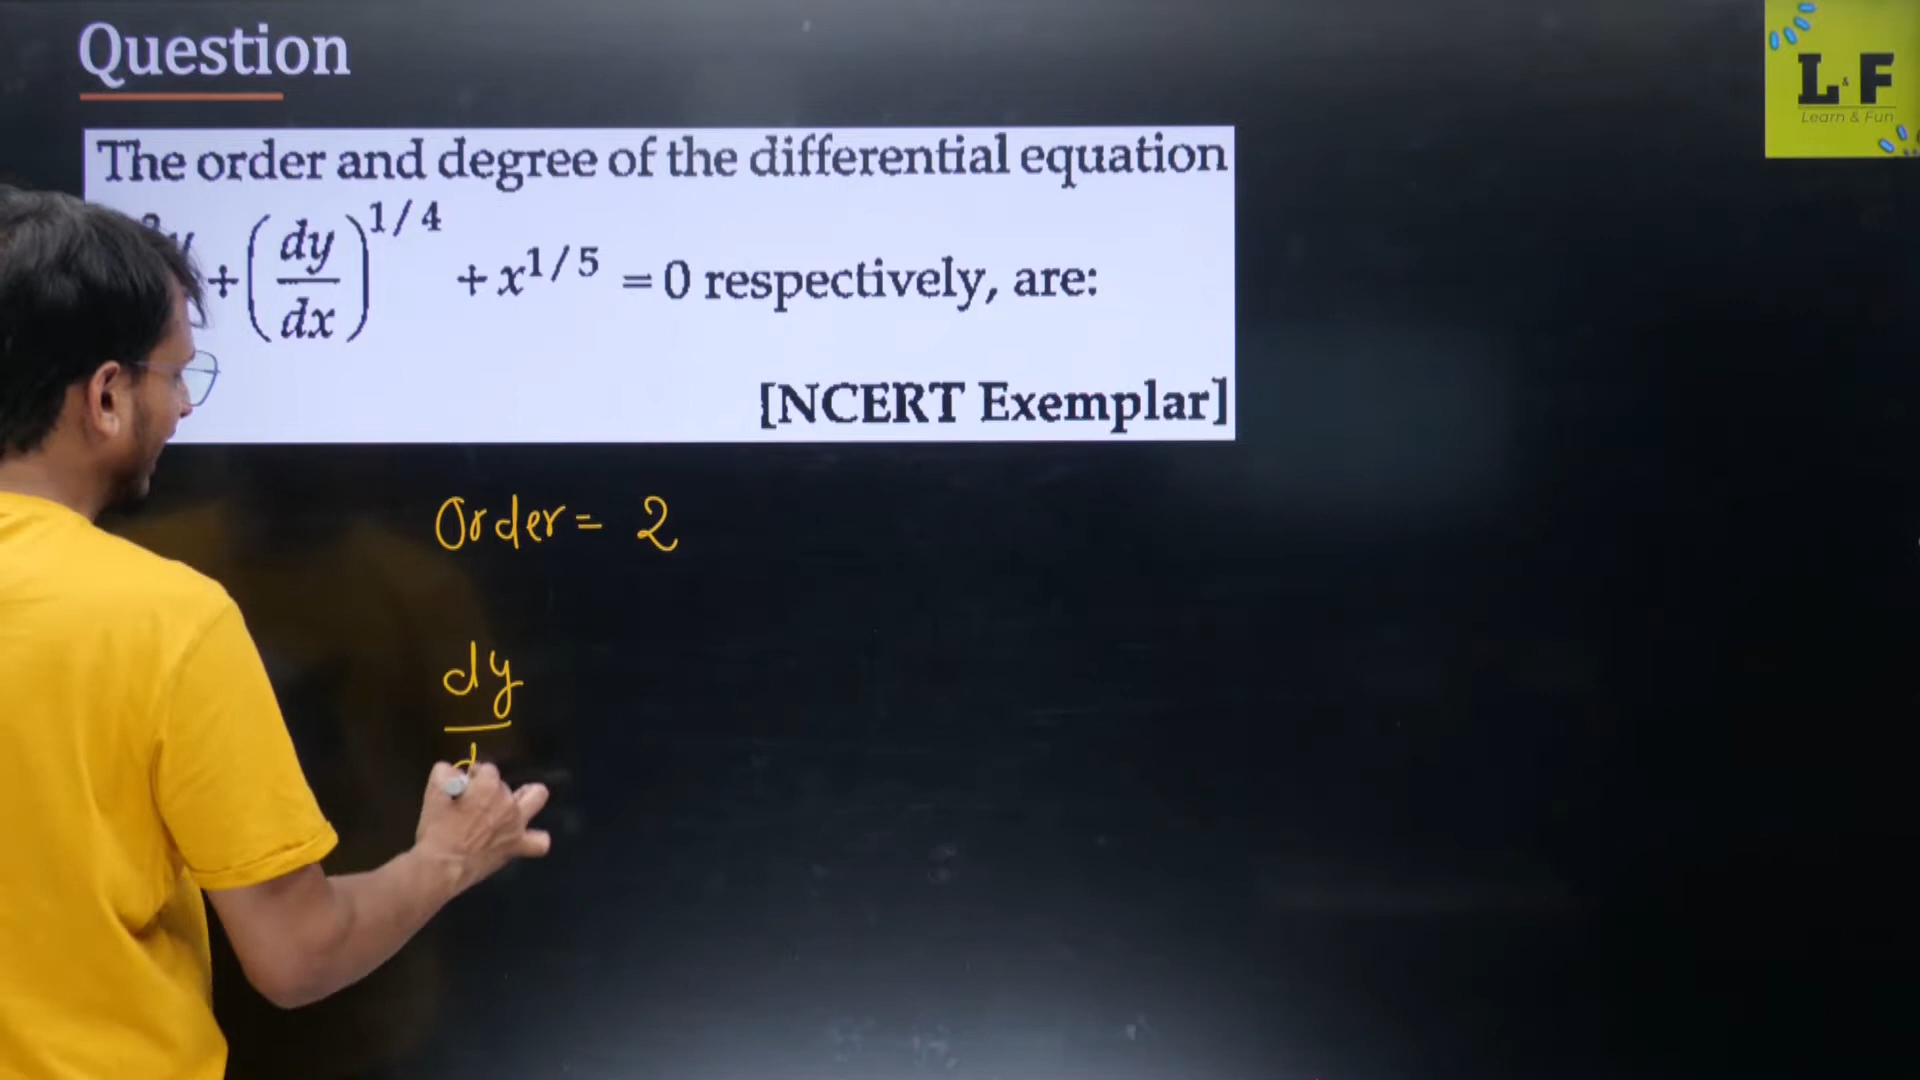 Question
L & F
Learn & Fun
The order and degree of the differential equation
+ (dy/dx)^1/4 + x^1/5 = 0 respectively, are:
[NCERT Exemplar]
Order = 2
dy
d